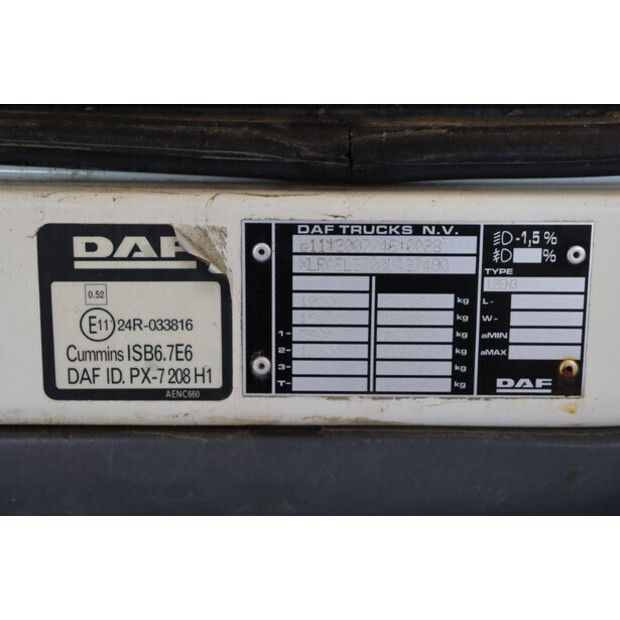 DAF
0.52
E11 24R-033816
Cummins ISB6.7E6
DAF ID. PX-7 208 H1
AENC660
DAF TRUCKS N.V.
kg
kg
1- kg
2- kg
3- kg
T- kg
-1,5 %
%
TYPE
L-
W-
aMIN
aMAX
DAF